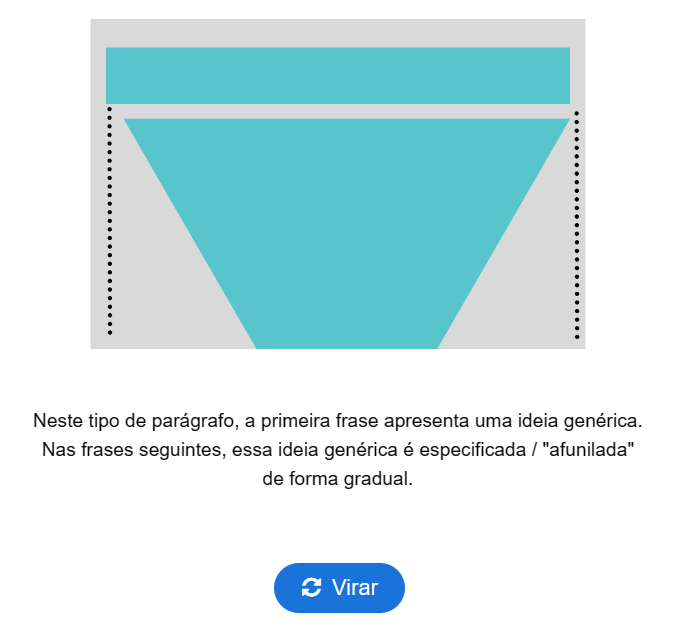 Neste tipo de parágrafo, a primeira frase apresenta uma ideia genérica.
Nas frases seguintes, essa ideia genérica é especificada / "afunilada"
de forma gradual.
Virar